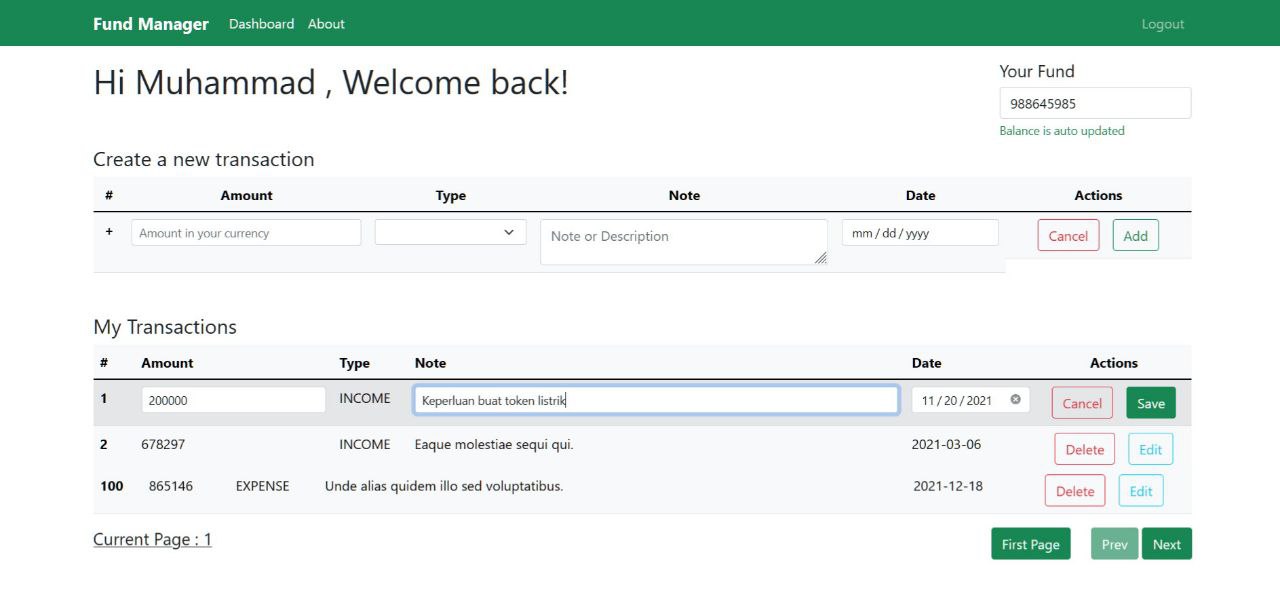 Fund Manager Dashboard About Logout
Hi Muhammad , Welcome back!
Your Fund
988645985
Balance is auto updated
Create a new transaction
# Amount Type Note Date Actions
+ Amount in your currency Note or Description mm / dd / yyyy Cancel Add
My Transactions
# Amount Type Note Date Actions
1 200000 INCOME Keperluan buat token listrik 11 / 20 / 2021 Cancel Save
2 678297 INCOME Eaque molestiae sequi qui. 2021-03-06 Delete Edit
100 865146 EXPENSE Unde alias quidem illo sed voluptatibus. 2021-12-18 Delete Edit
Current Page : 1 First Page Prev Next